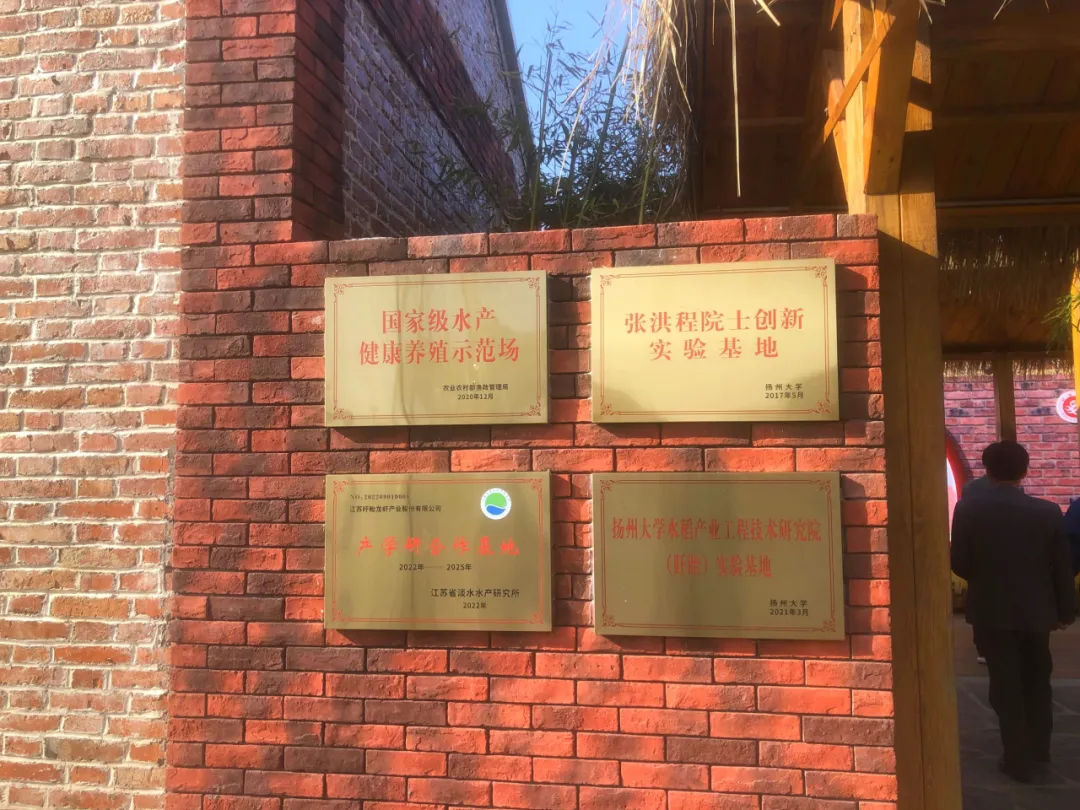 国家级水产
健康养殖示范场
农业农村部渔政管理局
2020年12月
张洪程院士创新
实验基地
扬州大学
2017年5月
江苏盱眙龙虾产业股份有限公司
产学研合作基地
2022年——2025年
江苏省淡水水产研究所
2022年
扬州大学水稻产业工程技术研究院
（盱眙）实验基地
扬州大学
2021年3月